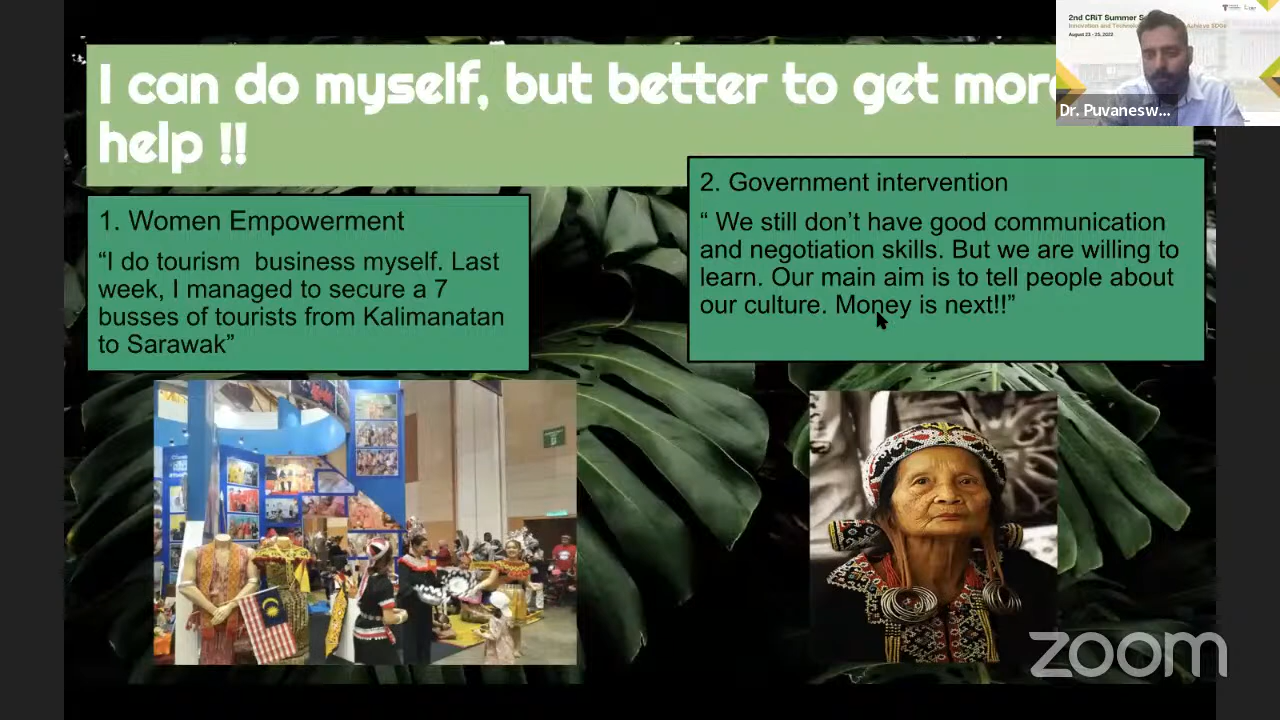 2nd CRiT Summer S
Innovation and Technolo
Achieve SDGs
August 23 - 25, 2022
Dr. Puvanesw...
I can do myself, but better to get more
help !!
1. Women Empowerment
“I do tourism  business myself. Last
week, I managed to secure a 7
busses of tourists from Kalimanatan
to Sarawak”
2. Government intervention
“ We still don’t have good communication
and negotiation skills. But we are willing to
learn. Our main aim is to tell people about
our culture. Money is next!!”
zoom